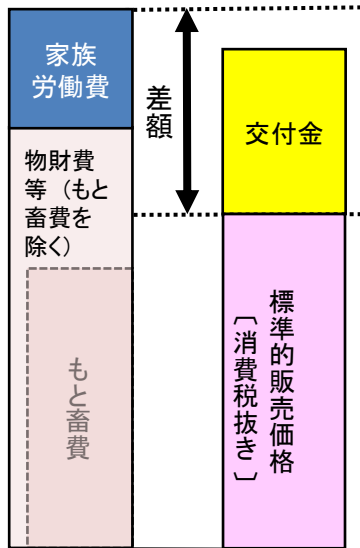 家族
労働費
物財費
等（もと
畜費を
除く）
もと畜費
差額
交付金
標準的販売価格
〔消費税抜き〕